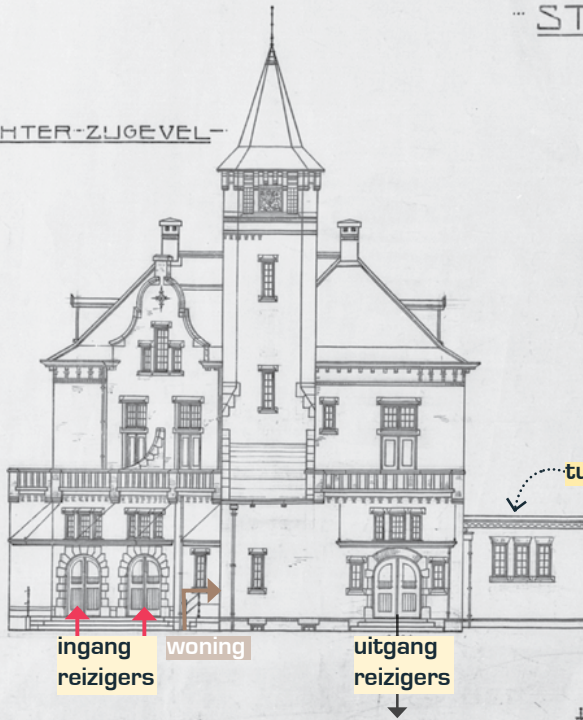 ST
HTER-ZIJGEVEL
tu
ingang
reizigers
woning
uitgang
reizigers